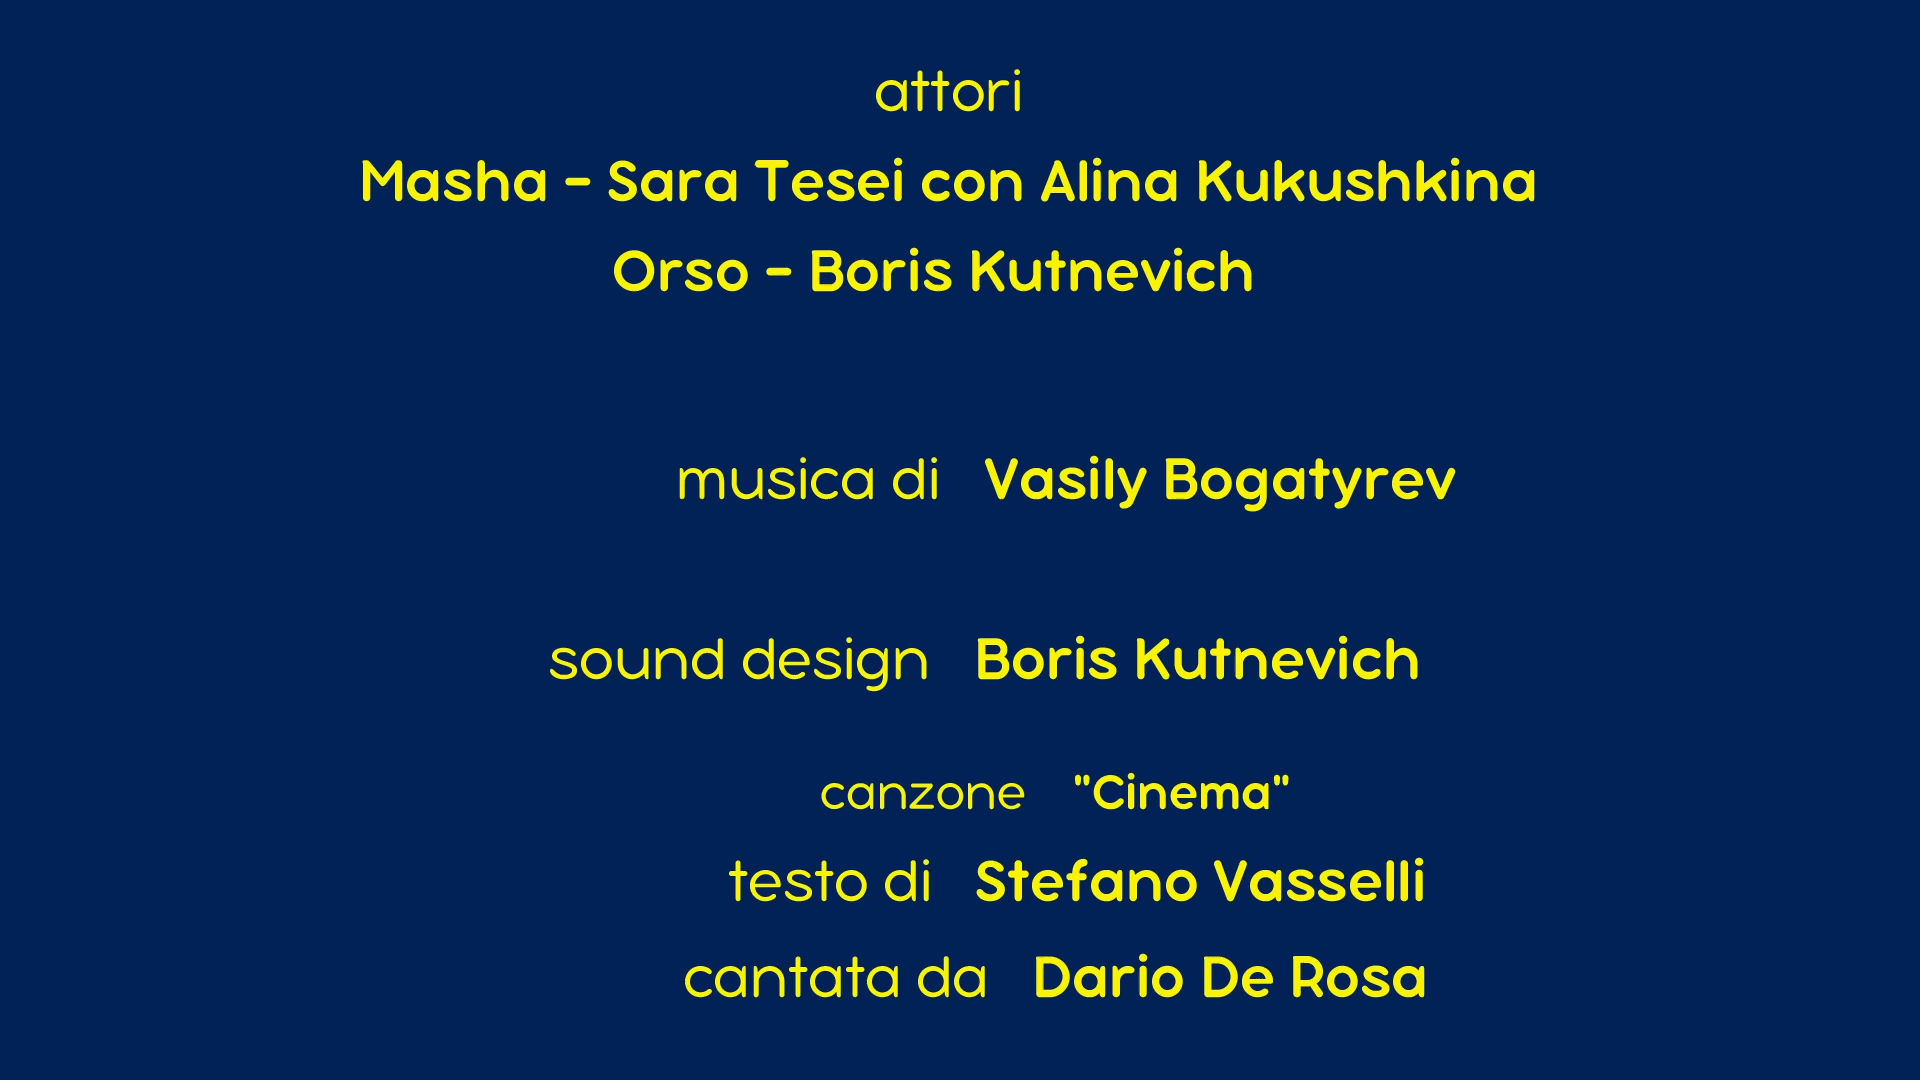 attori
Masha - Sara Tesei con Alina Kukushkina
Orso - Boris Kutnevich
musica di Vasily Bogatyrev
sound design Boris Kutnevich
canzone "Cinema"
testo di Stefano Vasselli
cantata da Dario De Rosa